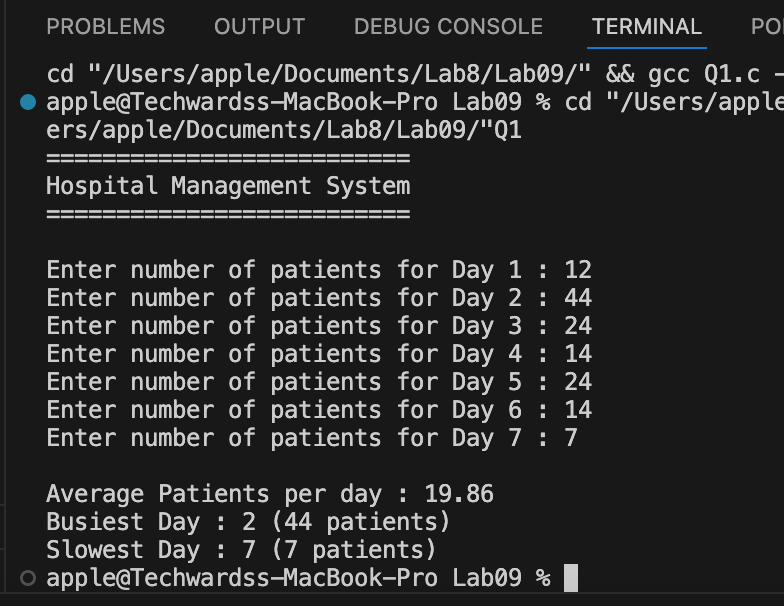 PROBLEMS OUTPUT DEBUG CONSOLE TERMINAL
cd "/Users/apple/Documents/Lab8/Lab09/" && gcc Q1.c -
apple@Techwardss-MacBook-Pro Lab09 % cd "/Users/apple
ers/apple/Documents/Lab8/Lab09/"Q1
==========================
Hospital Management System
==========================
Enter number of patients for Day 1 : 12
Enter number of patients for Day 2 : 44
Enter number of patients for Day 3 : 24
Enter number of patients for Day 4 : 14
Enter number of patients for Day 5 : 24
Enter number of patients for Day 6 : 14
Enter number of patients for Day 7 : 7
Average Patients per day : 19.86
Busiest Day : 2 (44 patients)
Slowest Day : 7 (7 patients)
apple@Techwardss-MacBook-Pro Lab09 %